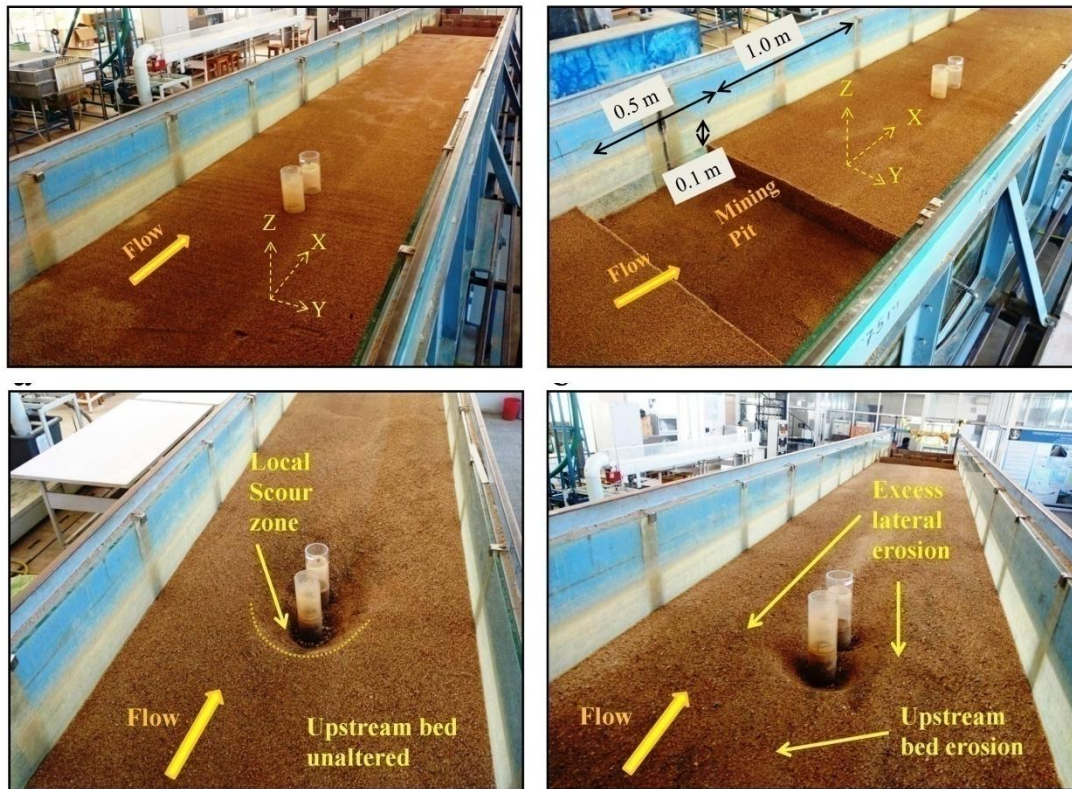 Z
X
Y
Flow
1.0 m
0.5 m
Z
X
Y
0.1 m
Mining
Pit
Flow
Local
Scour
zone
Flow
Upstream bed
unaltered
Excess
lateral
erosion
Flow
Upstream
bed erosion